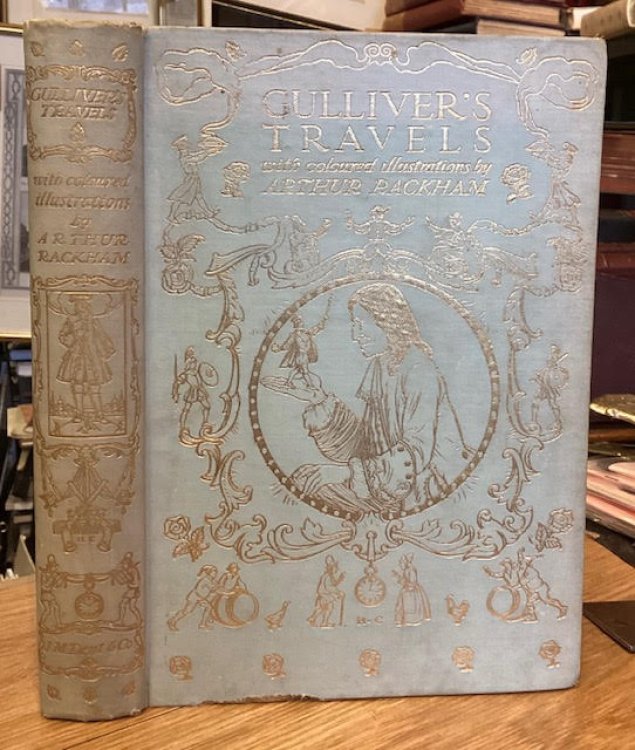 GULLIVER'S
TRAVELS
with coloured
illustrations
by
ARTHUR
RACKHAM
J.M. Dent & Co
GULLIVER'S
TRAVELS
with coloured illustrations by
ARTHUR RACKHAM
B-C